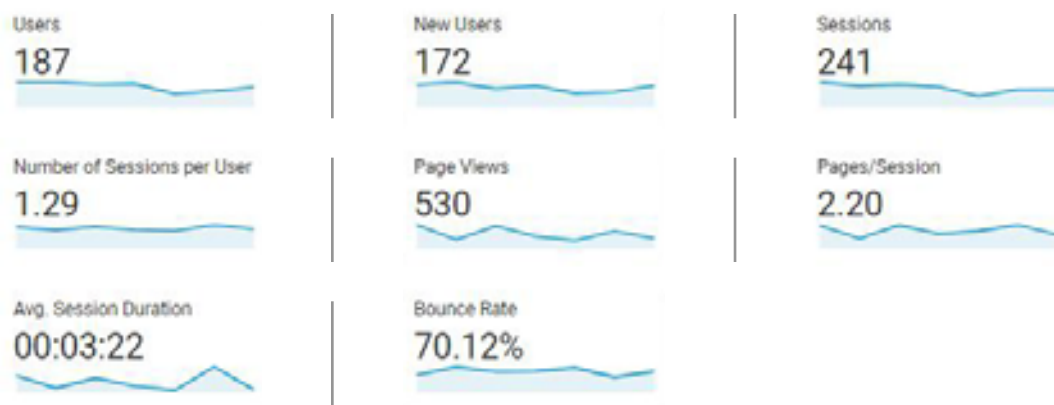 Users
187
New Users
172
Sessions
241
Number of Sessions per User
1.29
Page Views
530
Pages/Session
2.20
Avg. Session Duration
00:03:22
Bounce Rate
70.12%